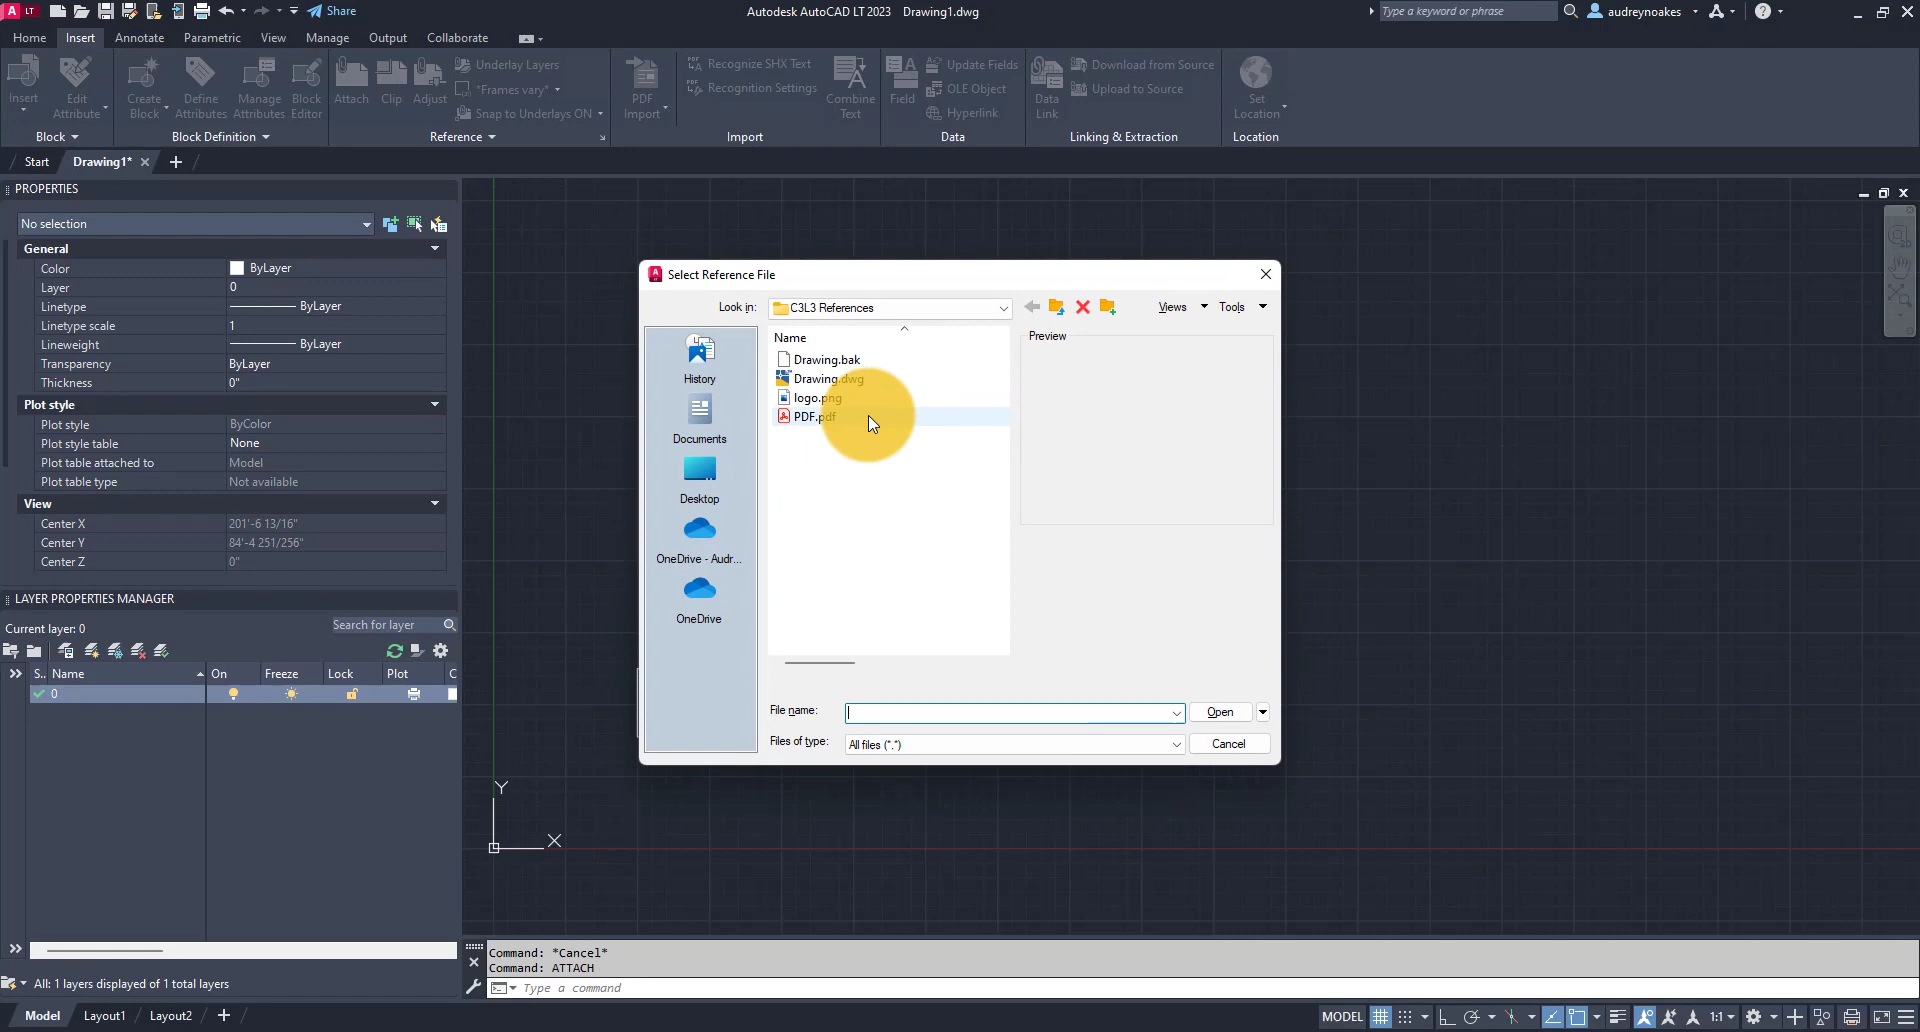 A LT
Share
Autodesk AutoCAD LT 2023 Drawing1.dwg
Type a keyword or phrase
audreynoakes
Home Insert Annotate Parametric View Manage Output Collaborate
Insert
Edit Attribute
Create Block
Define Attributes
Manage Attributes
Block Editor
Attach
Clip
Adjust
Underlay Layers
*Frames vary*
Snap to Underlays ON
PDF Import
Recognize SHX Text
Recognition Settings
Combine Text
Field
Update Fields
OLE Object
Hyperlink
Data Link
Download from Source
Upload to Source
Set Location
Block Block Definition Reference Import Data Linking & Extraction Location
Start Drawing1*
PROPERTIES
No selection
General
Color ByLayer
Layer 0
Linetype ByLayer
Linetype scale 1
Lineweight ByLayer
Transparency ByLayer
Thickness 0"
Plot style
Plot style ByColor
Plot style table None
Plot table attached to Model
Plot table type Not available
View
Center X 201'-6 13/16"
Center Y 84'-4 251/256"
Center Z 0"
LAYER PROPERTIES MANAGER
Current layer: 0
Search for layer
S.. Name On Freeze Lock Plot C
0
All: 1 layers displayed of 1 total layers
Select Reference File
Look in: C3L3 References
Views Tools
History
Documents
Desktop
OneDrive - Audr...
OneDrive
Name
Drawing.bak
Drawing.dwg
logo.png
PDF.pdf
Preview
File name:
Open
Files of type: All files (*.*)
Cancel
Y
X
Command: *Cancel*
Command: ATTACH
Type a command
Model Layout1 Layout2
MODEL
1:1